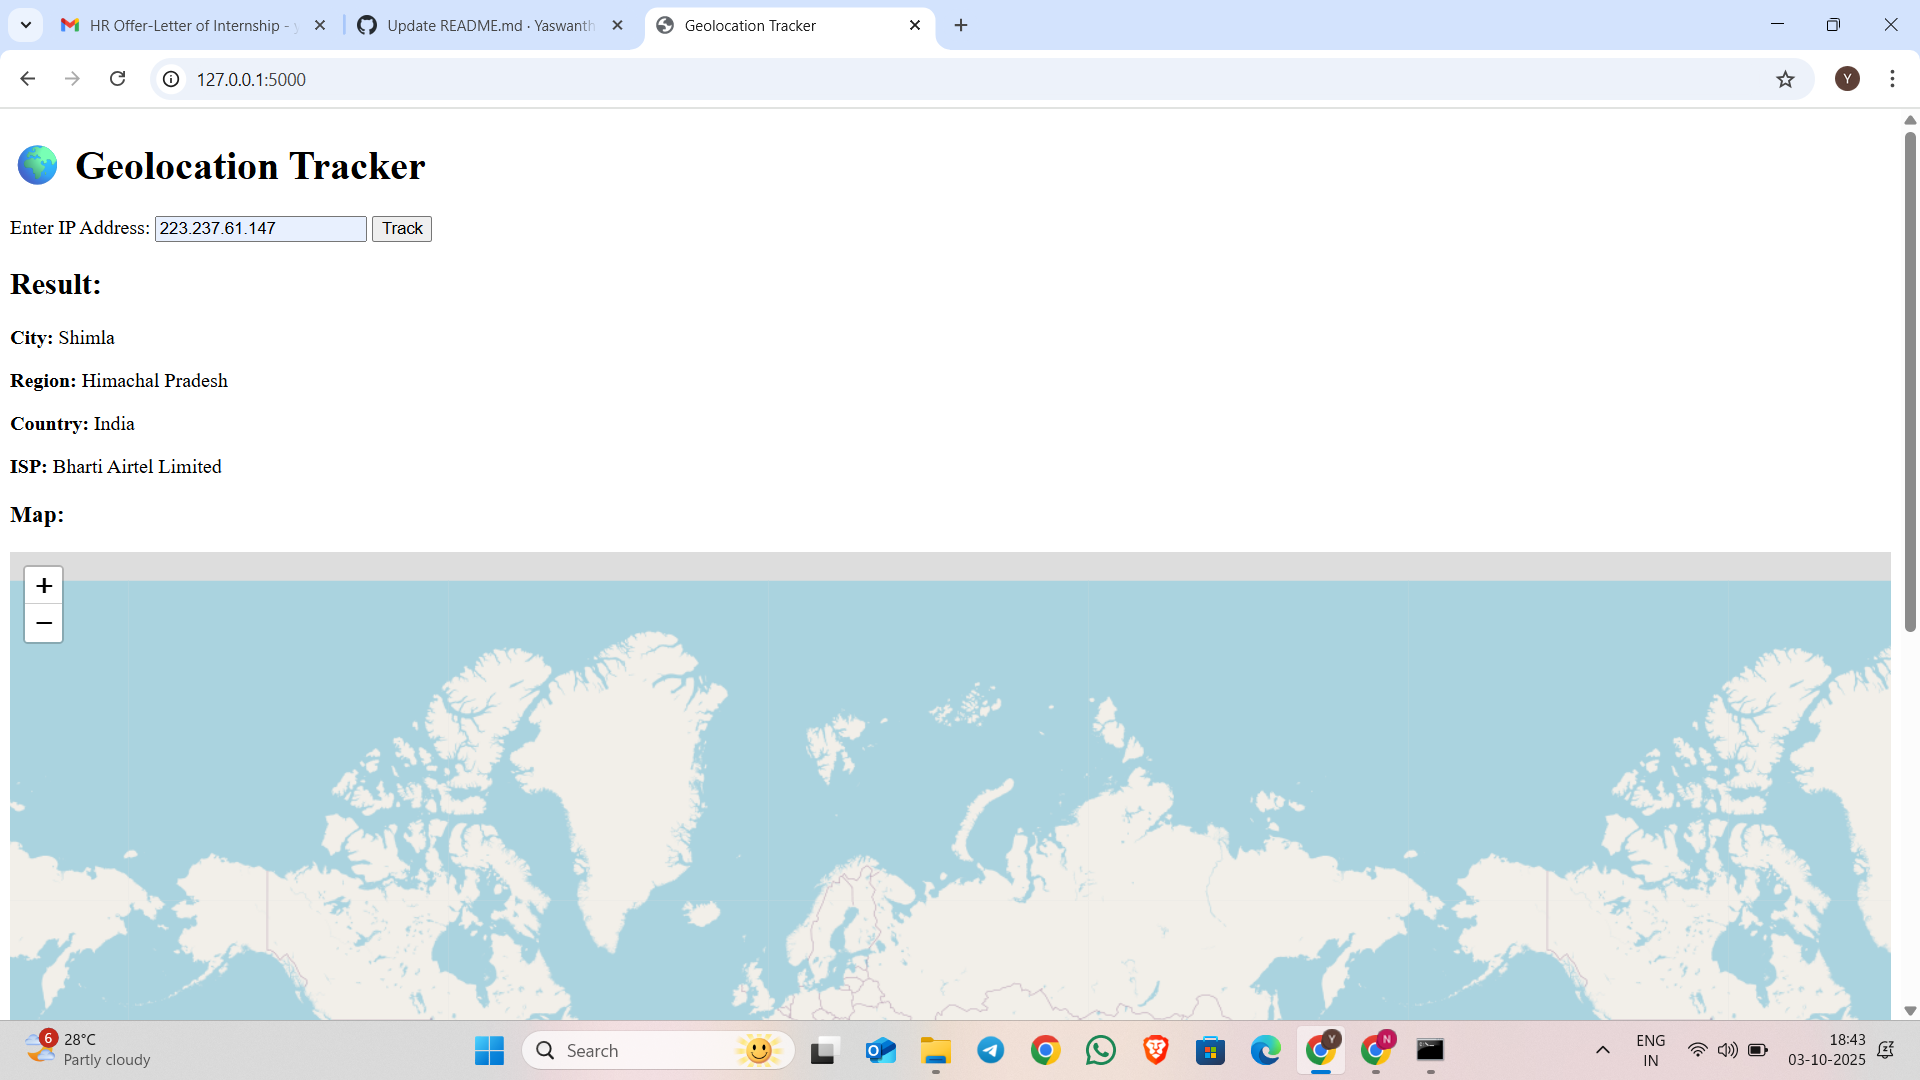 HR Offer-Letter of Internship -
Update README.md · Yaswanth
Geolocation Tracker
127.0.0.1:5000
Y
Geolocation Tracker
Enter IP Address: 223.237.61.147 Track
Result:
City: Shimla
Region: Himachal Pradesh
Country: India
ISP: Bharti Airtel Limited
Map:
+
−
6
28°C
Partly cloudy
Search
Y
N
ENG
IN
18:43
03-10-2025